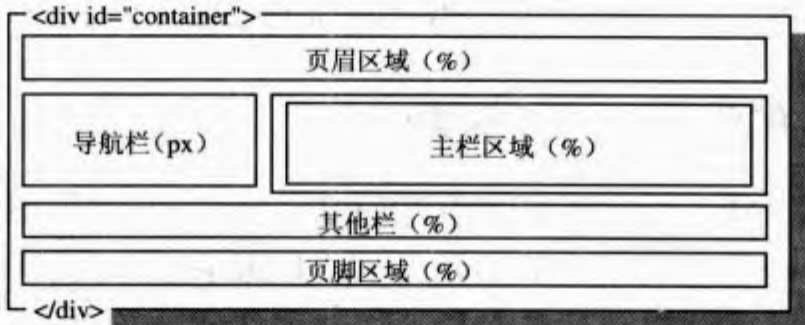 <div id="container">
页眉区域（%）
导航栏（px）
主栏区域（%）
其他栏（%）
页脚区域（%）
</div>